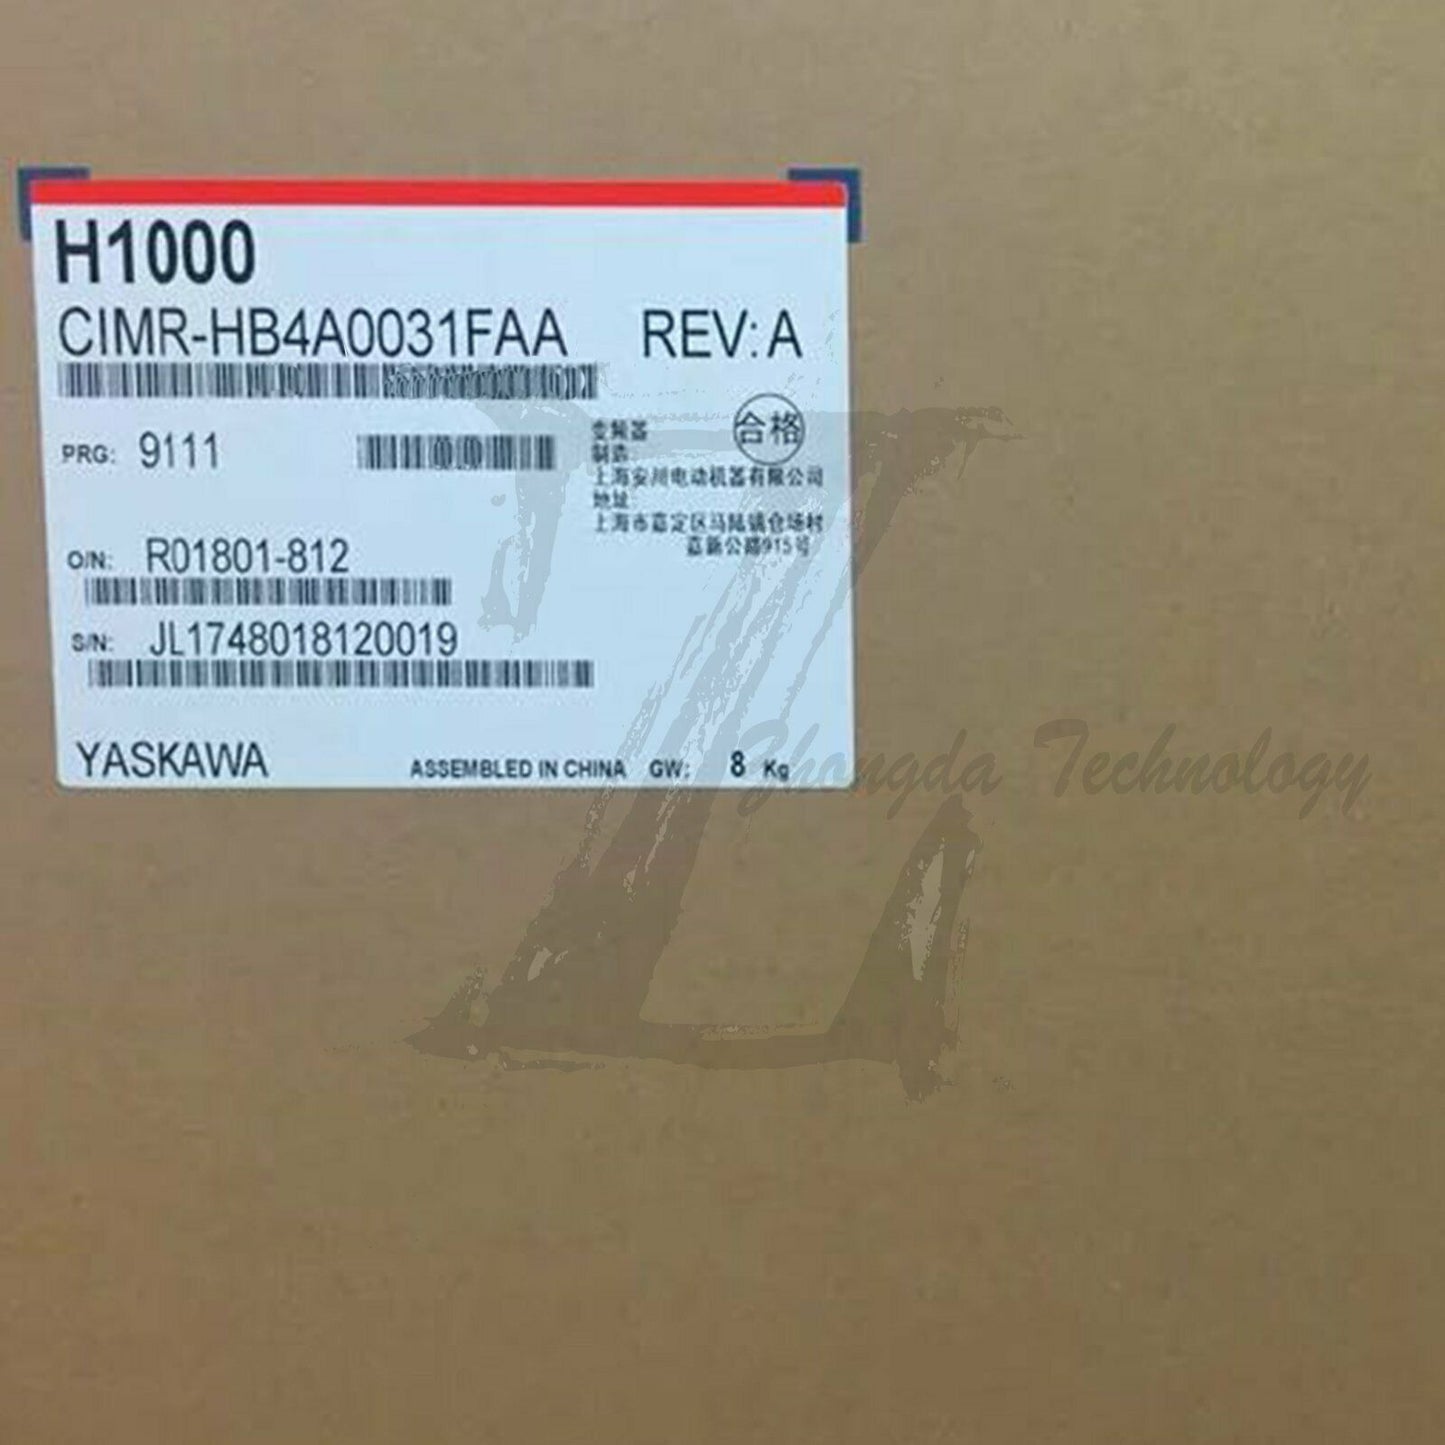 H1000
CIMR-HB4A0031FAA REV: A
PRG: 9111
合格
变频器
制造:
上海安川电动机器有限公司
地址:
上海市嘉定区马陆镇仓场村
嘉新公路915号
O/N: R01801-812
S/N: JL1748018120019
YASKAWA ASSEMBLED IN CHINA GW: 8 Kg
Zhongda Technology